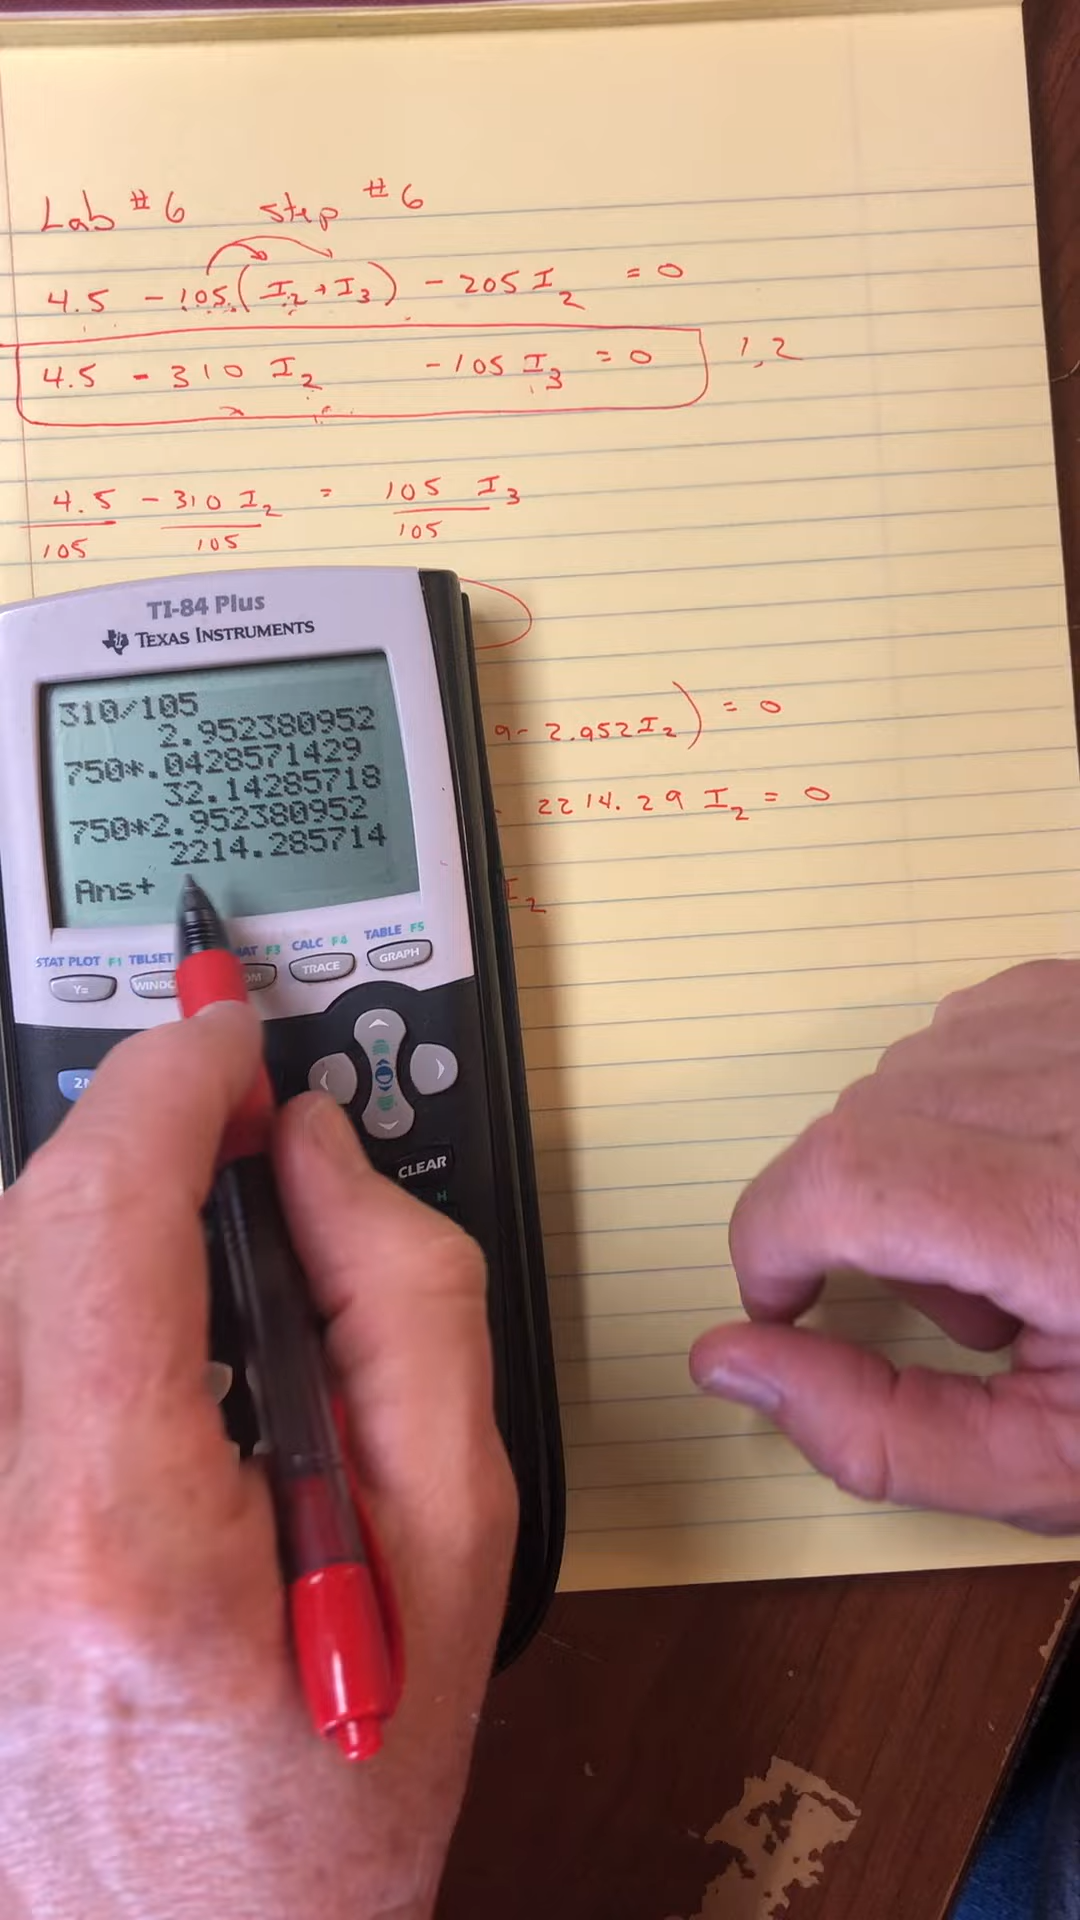 Lab #6 step #6
4.5 - 105 (I₂ + I₃) - 205 I₂ = 0
4.5 - 310 I₂ - 105 I₃ = 0 1,2
4.5 - 310 I₂ = 105 I₃
105 105 105
9 - 2.952 I₂) = 0
2214.29 I₂ = 0
I₂
TI-84 Plus
TEXAS INSTRUMENTS
310/105
2.952380952
750*.0428571429
32.14285718
750*2.952380952
2214.285714
Ans+
STAT PLOT F1 TBLSET F3 CALC F4 TABLE F5
Y= TRACE GRAPH
CLEAR
H